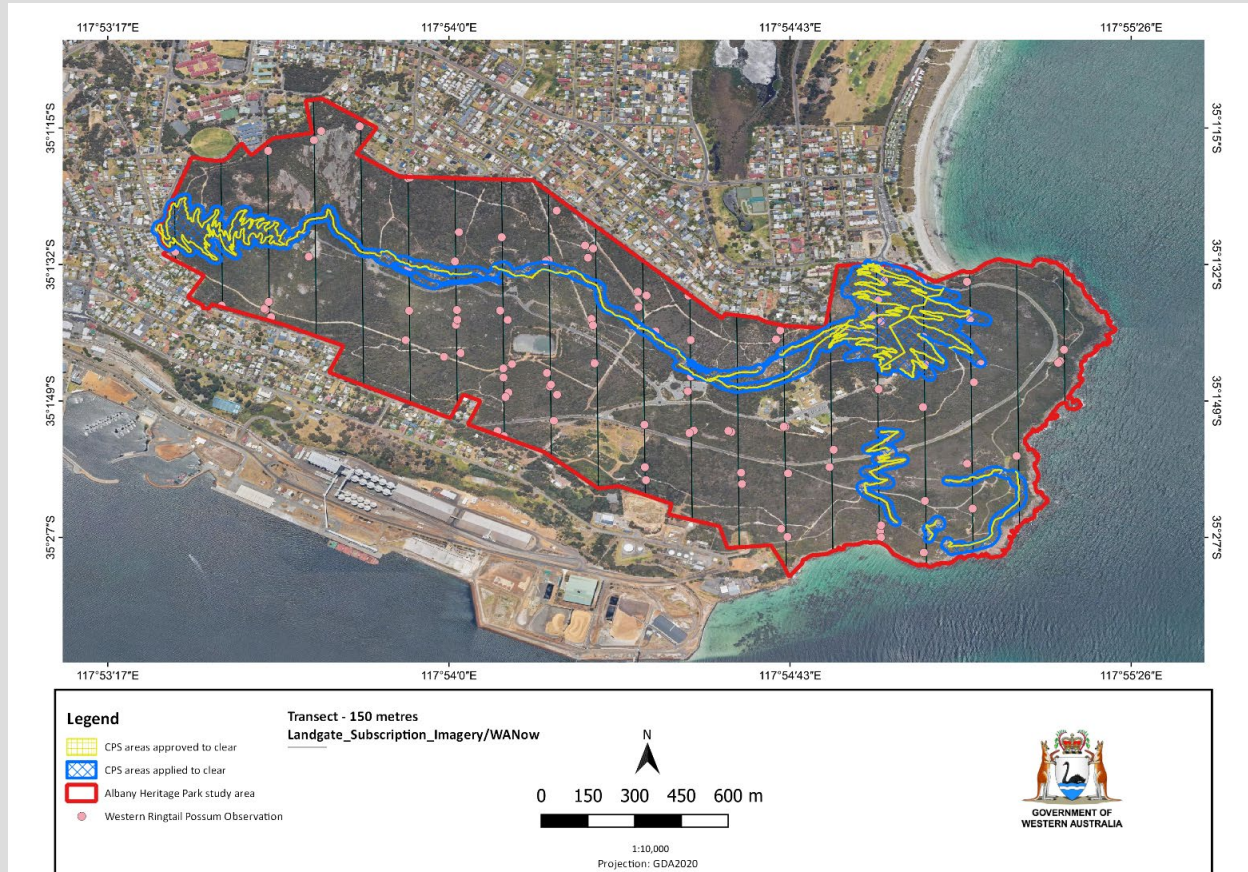 117°53'17"E 117°54'0"E 117°54'43"E 117°55'26"E
35°1'15"S 35°1'15"S
35°1'32"S 35°1'32"S
35°1'49"S 35°1'49"S
35°2'7"S 35°2'7"S
117°53'17"E 117°54'0"E 117°54'43"E 117°55'26"E
Legend
CPS areas approved to clear
CPS areas applied to clear
Albany Heritage Park study area
Western Ringtail Possum Observation
Transect - 150 metres
Landgate_Subscription_Imagery/WANow
N
0 150 300 450 600 m
1:10,000
Projection: GDA2020
GOVERNMENT OF
WESTERN AUSTRALIA